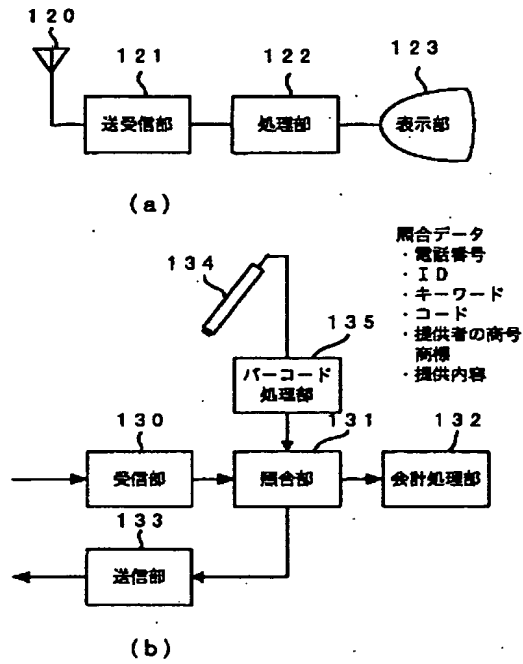 120
121
122
123
送受信部
処理部
表示部
(a)
134
照合データ
・電話番号
・ID
・キーワード
・コード
・提供者の商号
商標
・提供内容
135
バーコード
処理部
130
131
132
受信部
照合部
会計処理部
133
送信部
(b)